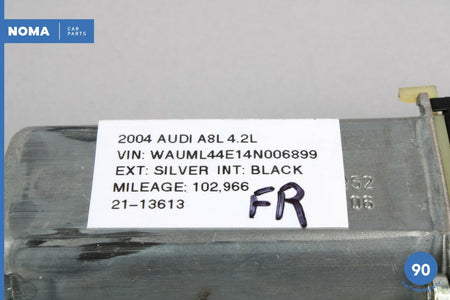 NOMA CAR PARTS
2004 AUDI A8L 4.2L
VIN: WAUML44E14N006899
EXT: SILVER INT: BLACK
MILEAGE: 102,966
21-13613 FR
06
90